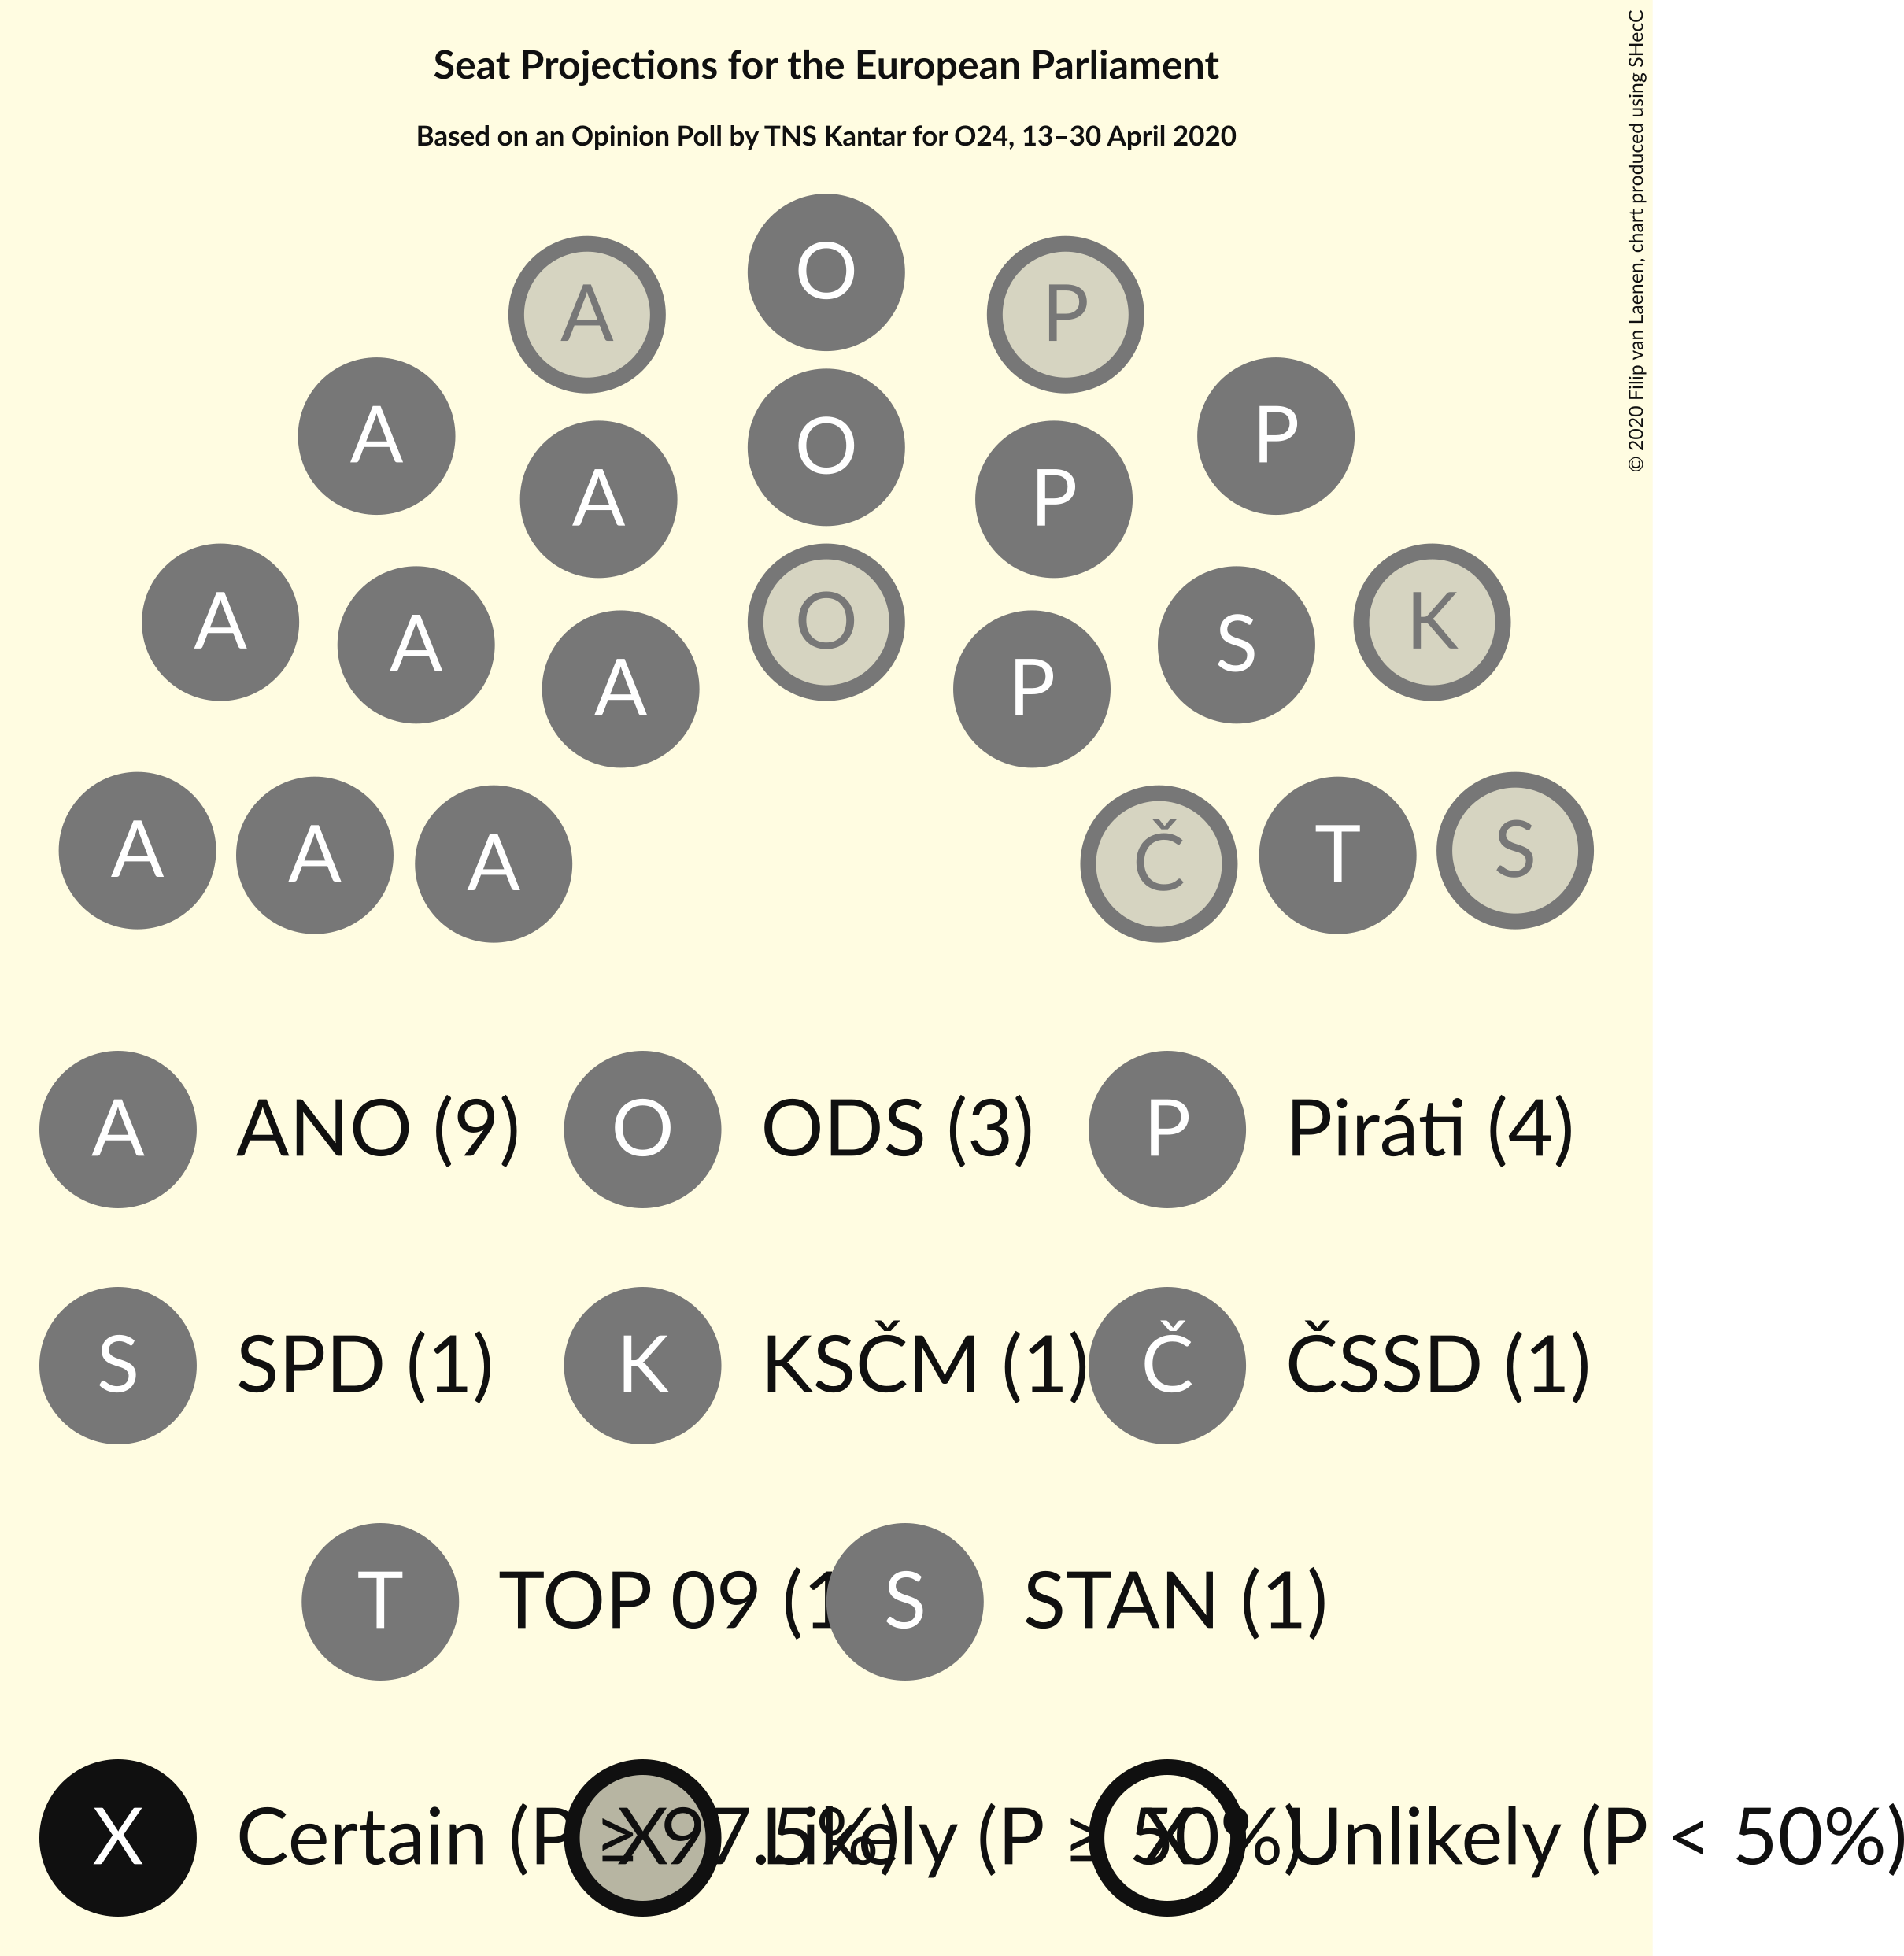 Seat Projections for the European Parliament
Based on an Opinion Poll by TNS Kantar for O24, 13–30 April 2020
© 2020 Filip van Laenen, chart produced using SHecC
O
A P
A O P
A P
A O K
A S
A P
A A A Č T S
A ANO (9) O ODS (3) P Piráti (4)
S SPD (1) K KSČM (1) Č ČSSD (1)
T TOP 09 (1 S STAN (1)
X Certain (P ≥ 97.5%) X Likely (P ≥ 50%) X Unlikely (P < 50%)